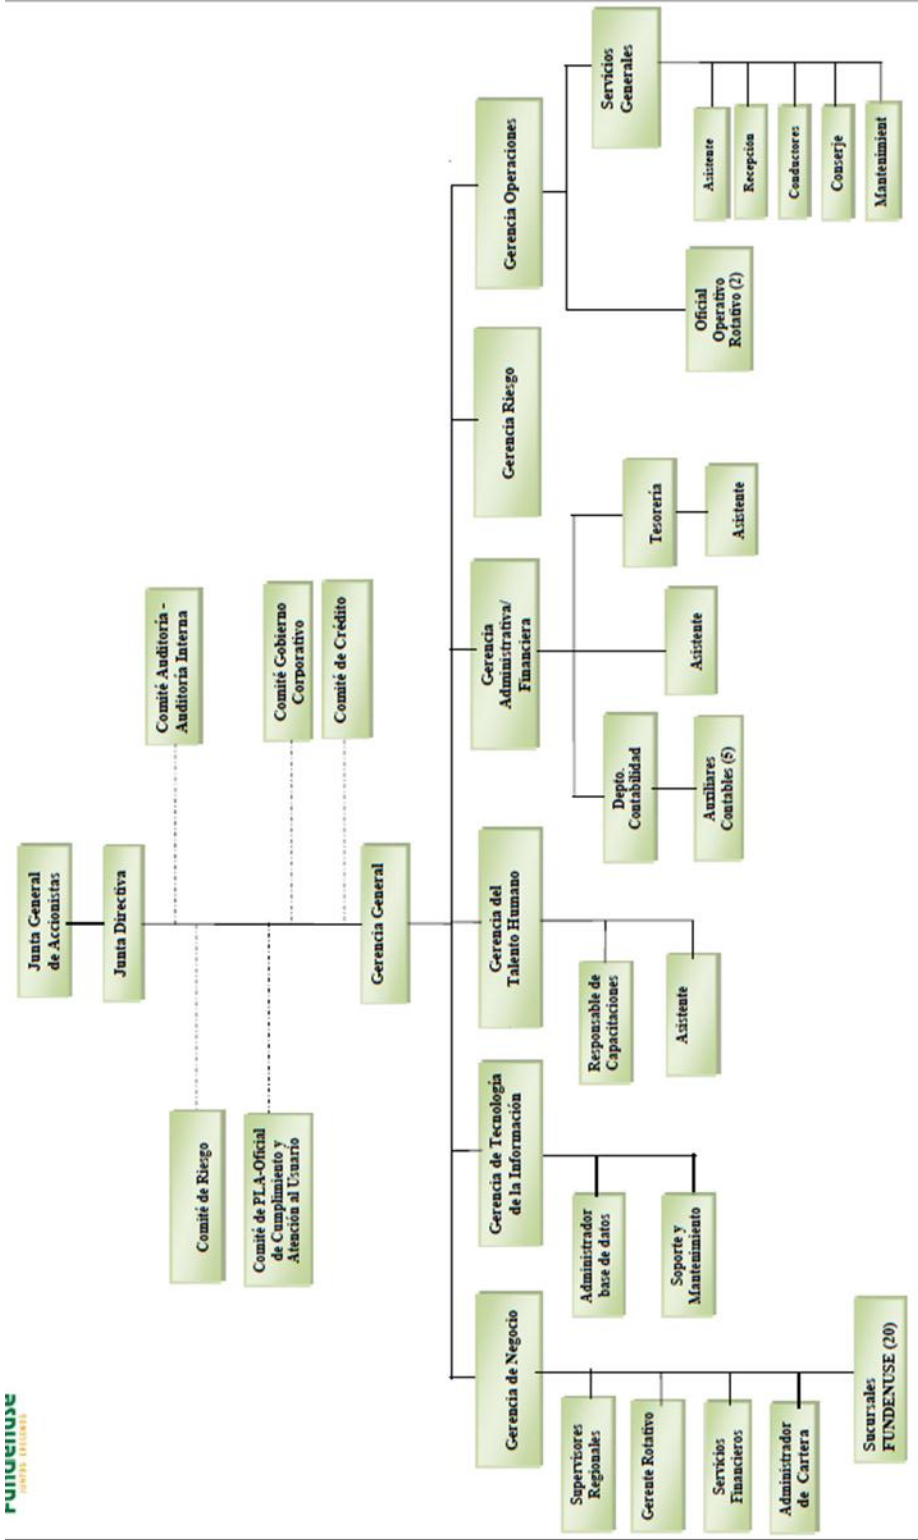 Fundenuse
JUNTOS CRECEMOS
Junta General
de Accionistas
Junta Directiva
Comité Auditoría -
Auditoría Interna
Comité de Riesgo
Comité de PLA-Oficial
de Cumplimiento y
Atención al Usuario
Comité Gobierno
Corporativo
Comité de Crédito
Gerencia General
Gerencia de Negocio
Gerencia de Tecnología
de la Información
Gerencia del
Talento Humano
Gerencia
Administrativa/
Financiera
Gerencia Riesgo
Gerencia Operaciones
Supervisores
Regionales
Gerente Rotativo
Servicios
Financieros
Administrador
de Cartera
Sucursales
FUNDENUSE (20)
Administrador
base de datos
Soporte y
Mantenimiento
Responsable de
Capacitaciones
Asistente
Depto.
Contabilidad
Auxiliares
Contables (5)
Asistente
Tesorería
Asistente
Oficial
Operativo
Rotativo (2)
Servicios
Generales
Asistente
Recepción
Conductores
Conserje
Mantenimient